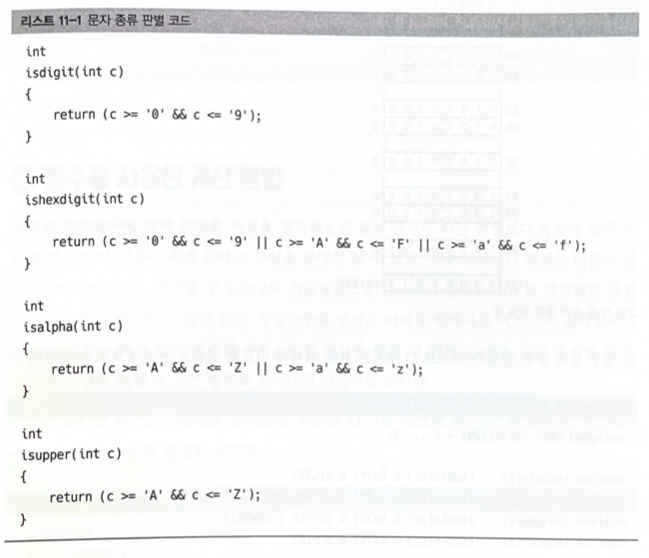 리스트 11-1 문자 종류 판별 코드
int
isdigit(int c)
{
return (c >= '0' && c <= '9');
}
int
ishexdigit(int c)
{
return (c >= '0' && c <= '9' || c >= 'A' && c <= 'F' || c >= 'a' && c <= 'f');
}
int
isalpha(int c)
{
return (c >= 'A' && c <= 'Z' || c >= 'a' && c <= 'z');
}
int
isupper(int c)
{
return (c >= 'A' && c <= 'Z');
}